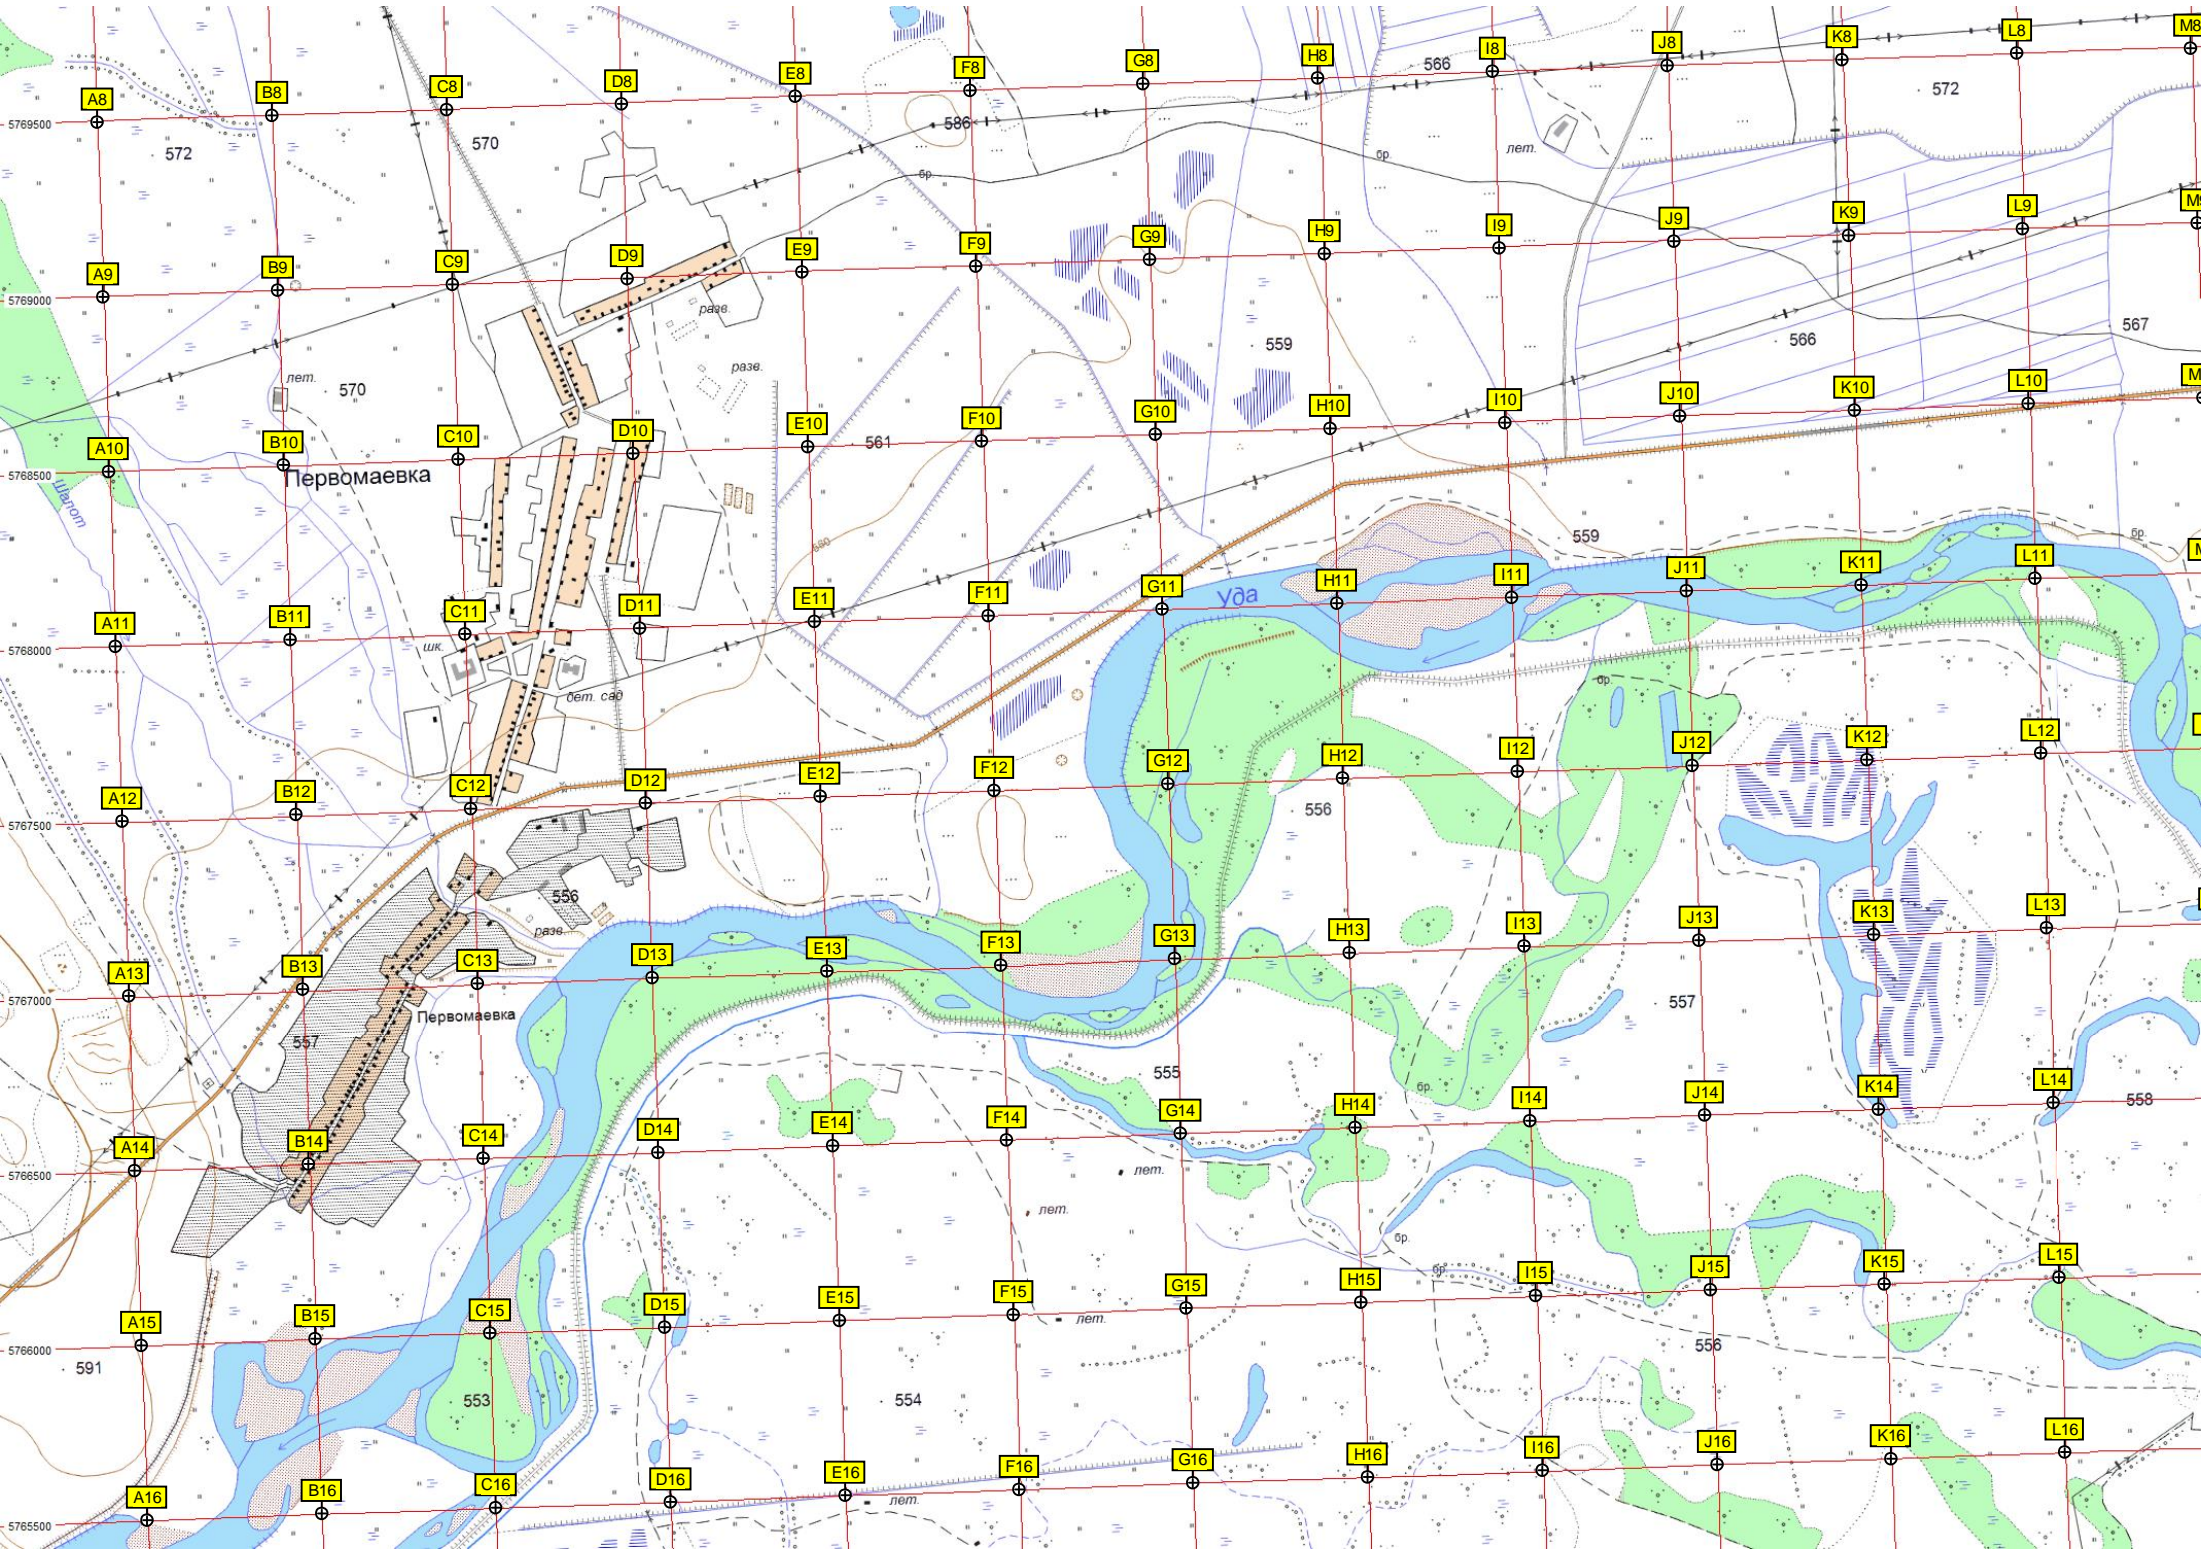 A8 B8 C8 D8 E8 F8 G8 H8 I8 J8 K8 L8 M8
566
572
586
5769500
572
570
бр.
лет.
бр.
A9 B9 C9 D9 E9 F9 G9 H9 I9 J9 K9 L9
5769000
разв.
559
566
567
разв.
лет.
570
A10 B10 C10 D10 E10 F10 G10 H10 I10 J10 K10 L10
561
5768500
Первомаевка
559
бр.
A11 B11 C11 D11 E11 F11 G11 H11 I11 J11 K11 L11
Уда
5768000
шк.
дет. сад
бр.
A12 B12 C12 D12 E12 F12 G12 H12 I12 J12 K12 L12
556
5767500
556
разв.
A13 B13 C13 D13 E13 F13 G13 H13 I13 J13 K13 L13
5767000
557
Первомаевка
557
555
бр.
558
A14 B14 C14 D14 E14 F14 G14 H14 I14 J14 K14 L14
5766500
лет.
лет.
бр.
бр.
A15 B15 C15 D15 E15 F15 G15 H15 I15 J15 K15 L15
лет.
5766000
556
591
553
554
A16 B16 C16 D16 E16 F16 G16 H16 I16 J16 K16 L16
лет.
5765500